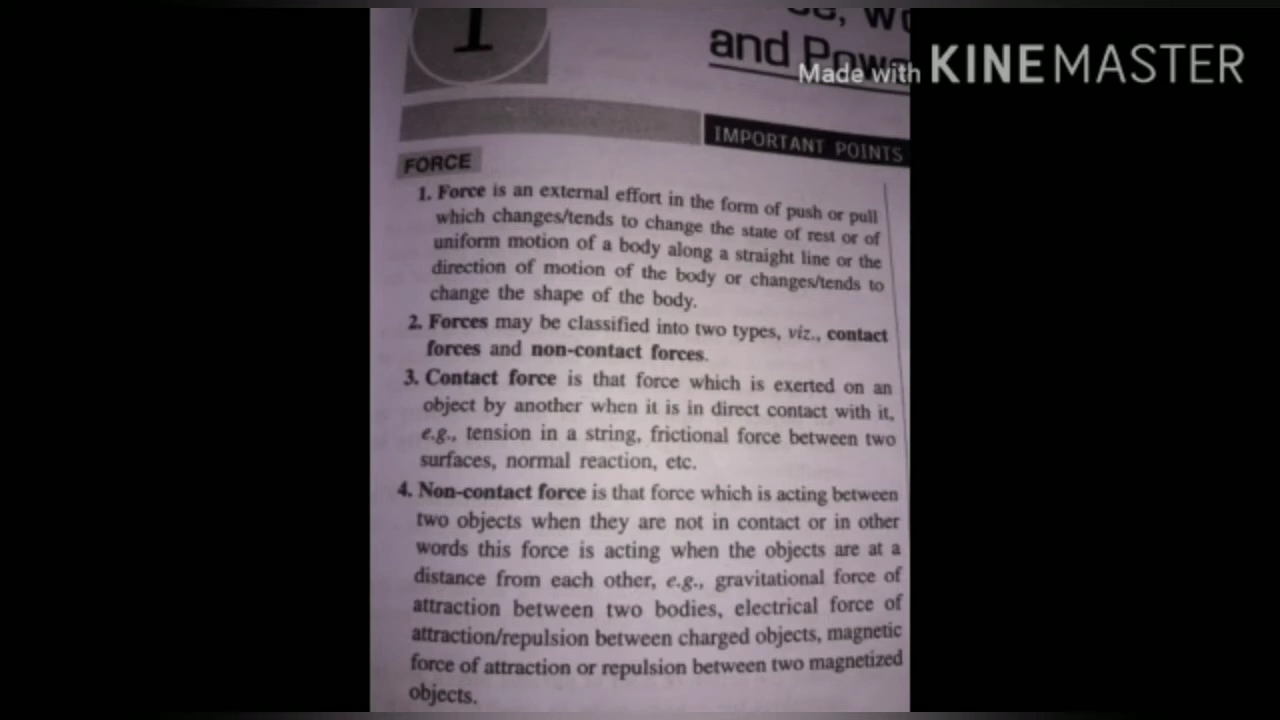 1
and
Made with KINEMASTER
IMPORTANT POINTS
FORCE
1. Force is an external effort in the form of push or pull
which changes/tends to change the state of rest or of
uniform motion of a body along a straight line or the
direction of motion of the body or changes/tends to
change the shape of the body.
2. Forces may be classified into two types, viz., contact
forces and non-contact forces.
3. Contact force is that force which is exerted on an
object by another when it is in direct contact with it,
e.g., tension in a string, frictional force between two
surfaces, normal reaction, etc.
4. Non-contact force is that force which is acting between
two objects when they are not in contact or in other
words this force is acting when the objects are at a
distance from each other, e.g., gravitational force of
attraction between two bodies, electrical force of
attraction/repulsion between charged objects, magnetic
force of attraction or repulsion between two magnetized
objects.